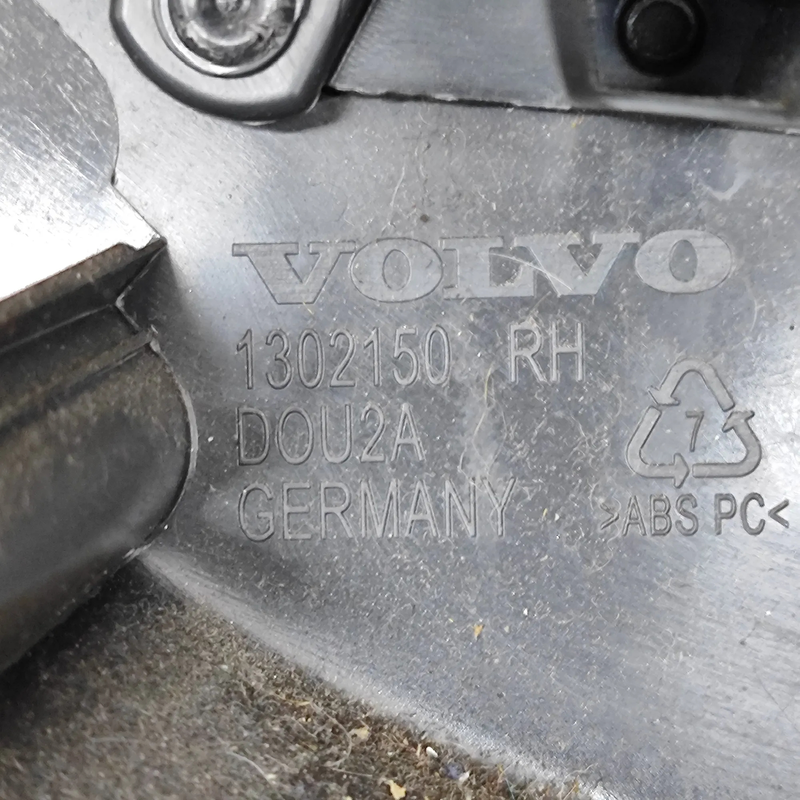 VOLVO
1302150 RH
DOU2A
GERMANY
7
>ABS PC<